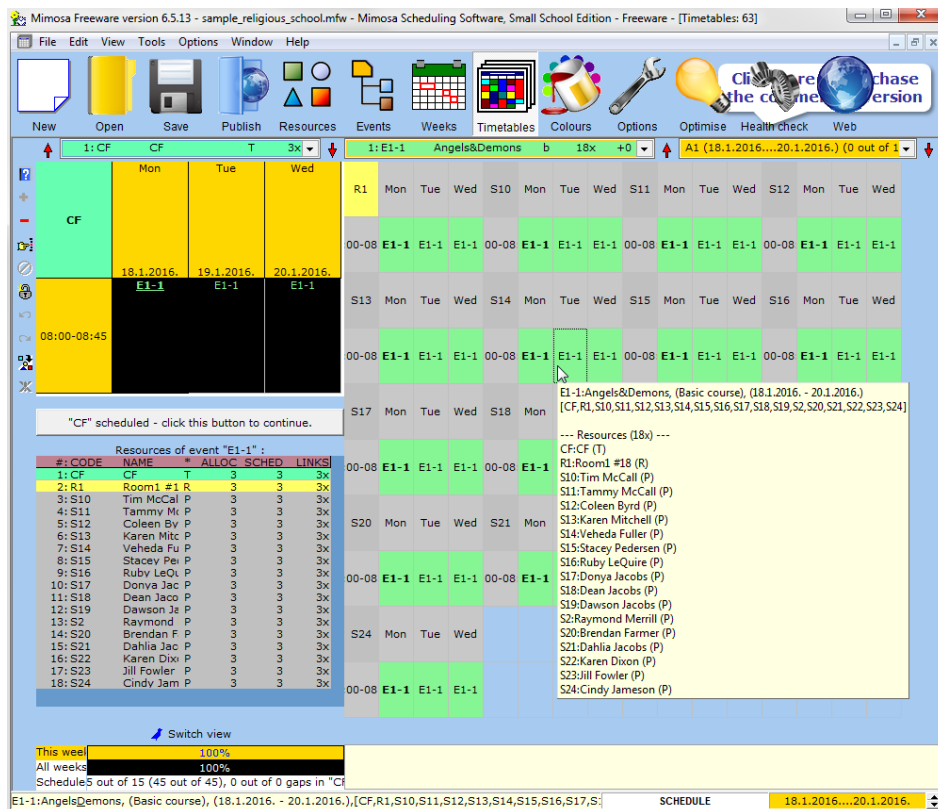 Mimosa Freeware version 6.5.13 - sample_religious_school.mfw - Mimosa Scheduling Software, Small School Edition - Freeware - [Timetables: 63]
File Edit View Tools Options Window Help
Cli re chase
the c mer ersion
New Open Save Publish Resources Events Weeks Timetables Colours Options Optimise Health check Web
1: CF CF T 3x
1: E1-1 Angels&Demons b 18x +0
A1 (18.1.2016....20.1.2016.) (0 out of 1
CF Mon Tue Wed
18.1.2016. 19.1.2016. 20.1.2016.
08:00-08:45 E1-1 E1-1 E1-1
R1 Mon Tue Wed S10 Mon Tue Wed S11 Mon Tue Wed S12 Mon Tue Wed
00-08 E1-1 E1-1 E1-1 00-08 E1-1 E1-1 E1-1 00-08 E1-1 E1-1 E1-1 00-08 E1-1 E1-1 E1-1
S13 Mon Tue Wed S14 Mon Tue Wed S15 Mon Tue Wed S16 Mon Tue Wed
00-08 E1-1 E1-1 E1-1 00-08 E1-1 E1-1 E1-1 00-08 E1-1 E1-1 E1-1 00-08 E1-1 E1-1 E1-1
S17 Mon Tue Wed S18 Mon
00-08 E1-1 E1-1 E1-1 00-08 E1-1
S20 Mon Tue Wed S21 Mon
00-08 E1-1 E1-1 E1-1 00-08 E1-1
S24 Mon Tue Wed
00-08 E1-1 E1-1 E1-1
E1-1:Angels&Demons, (Basic course), (18.1.2016. - 20.1.2016.)
[CF,R1,S10,S11,S12,S13,S14,S15,S16,S17,S18,S19,S2,S20,S21,S22,S23,S24]
--- Resources (18x) ---
CF:CF (T)
R1:Room1 #18 (R)
S10:Tim McCall (P)
S11:Tammy McCall (P)
S12:Coleen Byrd (P)
S13:Karen Mitchell (P)
S14:Veheda Fuller (P)
S15:Stacey Pedersen (P)
S16:Ruby LeQuire (P)
S17:Donya Jacobs (P)
S18:Dean Jacobs (P)
S19:Dawson Jacobs (P)
S2:Raymond Merrill (P)
S20:Brendan Farmer (P)
S21:Dahlia Jacobs (P)
S22:Karen Dixon (P)
S23:Jill Fowler (P)
S24:Cindy Jameson (P)
"CF" scheduled - click this button to continue.
Resources of event "E1-1" :
#: CODE NAME * ALLOC SCHED LINKS
1: CF CF T 3 3 3x
2: R1 Room1 #1 R 3 3 3x
3: S10 Tim McCal P 3 3 3x
4: S11 Tammy Mc P 3 3 3x
5: S12 Coleen By P 3 3 3x
6: S13 Karen Mitc P 3 3 3x
7: S14 Veheda Fu P 3 3 3x
8: S15 Stacey Pe P 3 3 3x
9: S16 Ruby LeQu P 3 3 3x
10: S17 Donya Jac P 3 3 3x
11: S18 Dean Jaco P 3 3 3x
12: S19 Dawson Ja P 3 3 3x
13: S2 Raymond P 3 3 3x
14: S20 Brendan F P 3 3 3x
15: S21 Dahlia Jac P 3 3 3x
16: S22 Karen Dixo P 3 3 3x
17: S23 Jill Fowler P 3 3 3x
18: S24 Cindy Jam P 3 3 3x
Switch view
This week 100%
All weeks 100%
Schedule 5 out of 15 (45 out of 45), 0 out of 0 gaps in "CF
E1-1:AngelsDemons, (Basic course), (18.1.2016. - 20.1.2016.),[CF,R1,S10,S11,S12,S13,S14,S15,S16,S17,S: SCHEDULE 18.1.2016....20.1.2016.